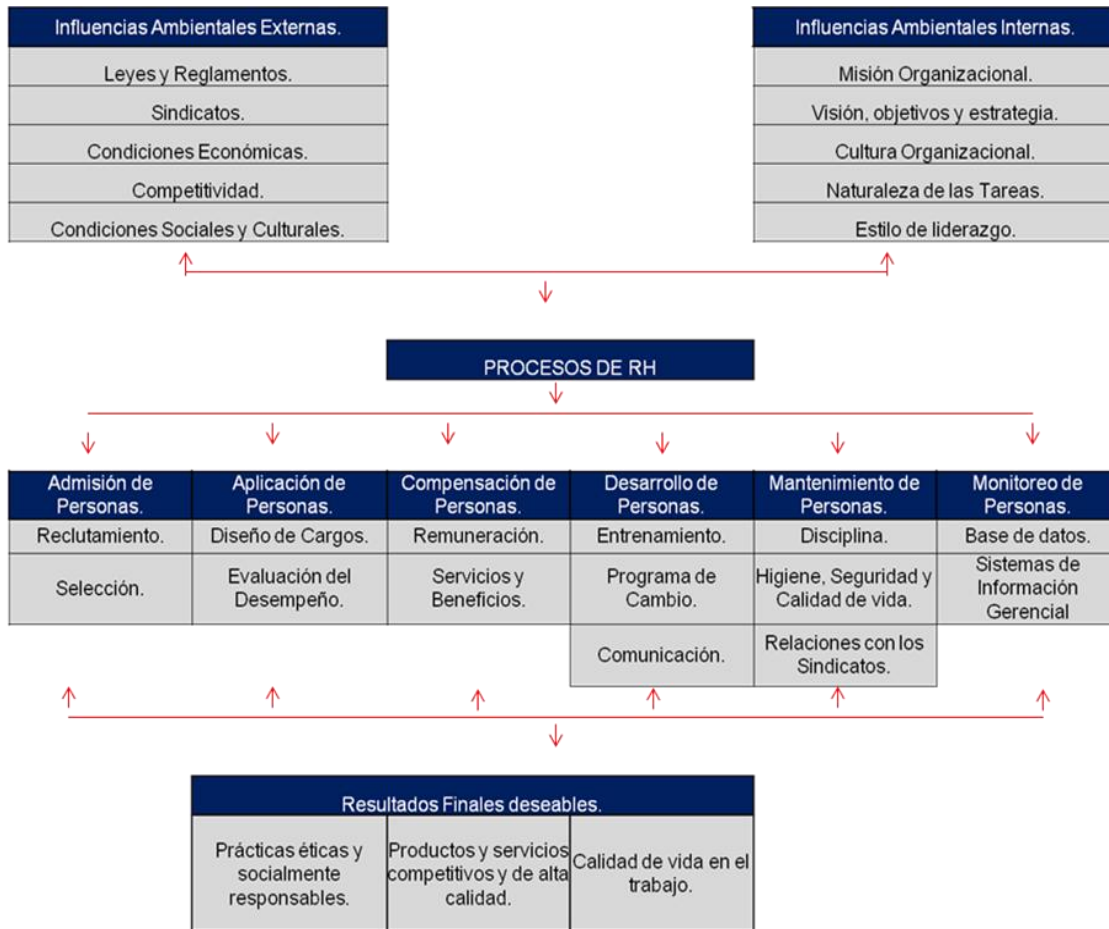 Influencias Ambientales Externas.
Leyes y Reglamentos.
Sindicatos.
Condiciones Económicas.
Competitividad.
Condiciones Sociales y Culturales.
Influencias Ambientales Internas.
Misión Organizacional.
Visión, objetivos y estrategia.
Cultura Organizacional.
Naturaleza de las Tareas.
Estilo de liderazgo.
PROCESOS DE RH
Admisión de
Personas.
Reclutamiento.
Selección.
Aplicación de
Personas.
Diseño de Cargos.
Evaluación del
Desempeño.
Compensación de
Personas.
Remuneración.
Servicios y
Beneficios.
Desarrollo de
Personas.
Entrenamiento.
Programa de
Cambio.
Comunicación.
Mantenimiento de
Personas.
Disciplina.
Higiene, Seguridad y
Calidad de vida.
Relaciones con los
Sindicatos.
Monitoreo de
Personas.
Base de datos.
Sistemas de
Información
Gerencial
Resultados Finales deseables.
Prácticas éticas y
socialmente
responsables.
Productos y servicios
competitivos y de alta
calidad.
Calidad de vida en el
trabajo.